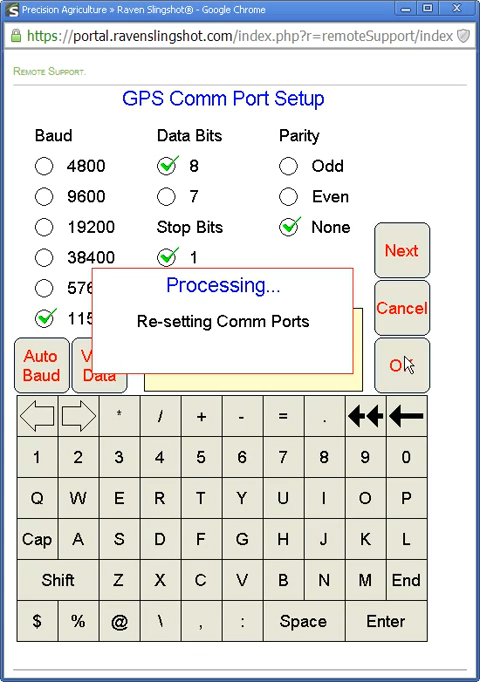 Precision Agriculture » Raven Slingshot® - Google Chrome
https://portal.ravenslingshot.com/index.php?r=remoteSupport/index
Remote Support.
GPS Comm Port Setup
Baud Data Bits Parity
4800 8 Odd
9600 7 Even
19200 Stop Bits None
38400 1
Next
Processing...
Re-setting Comm Ports
Cancel
Auto Baud
Data
* / + - = .
1 2 3 4 5 6 7 8 9 0
Q W E R T Y U I O P
Cap A S D F G H J K L
Shift Z X C V B N M End
$ % @ \ , : Space Enter